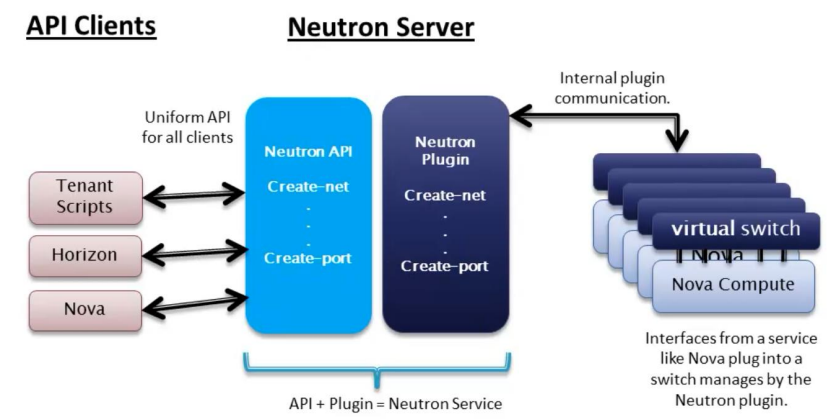 API Clients
Neutron Server
Uniform API
for all clients
Internal plugin
communication.
Tenant
Scripts
Horizon
Nova
Neutron API
Create-net
.
.
.
Create-port
Neutron
Plugin
Create-net
.
.
.
Create-port
virtual switch
Nova
Nova Compute
Interfaces from a service
like Nova plug into a
switch manages by the
Neutron plugin.
API + Plugin = Neutron Service